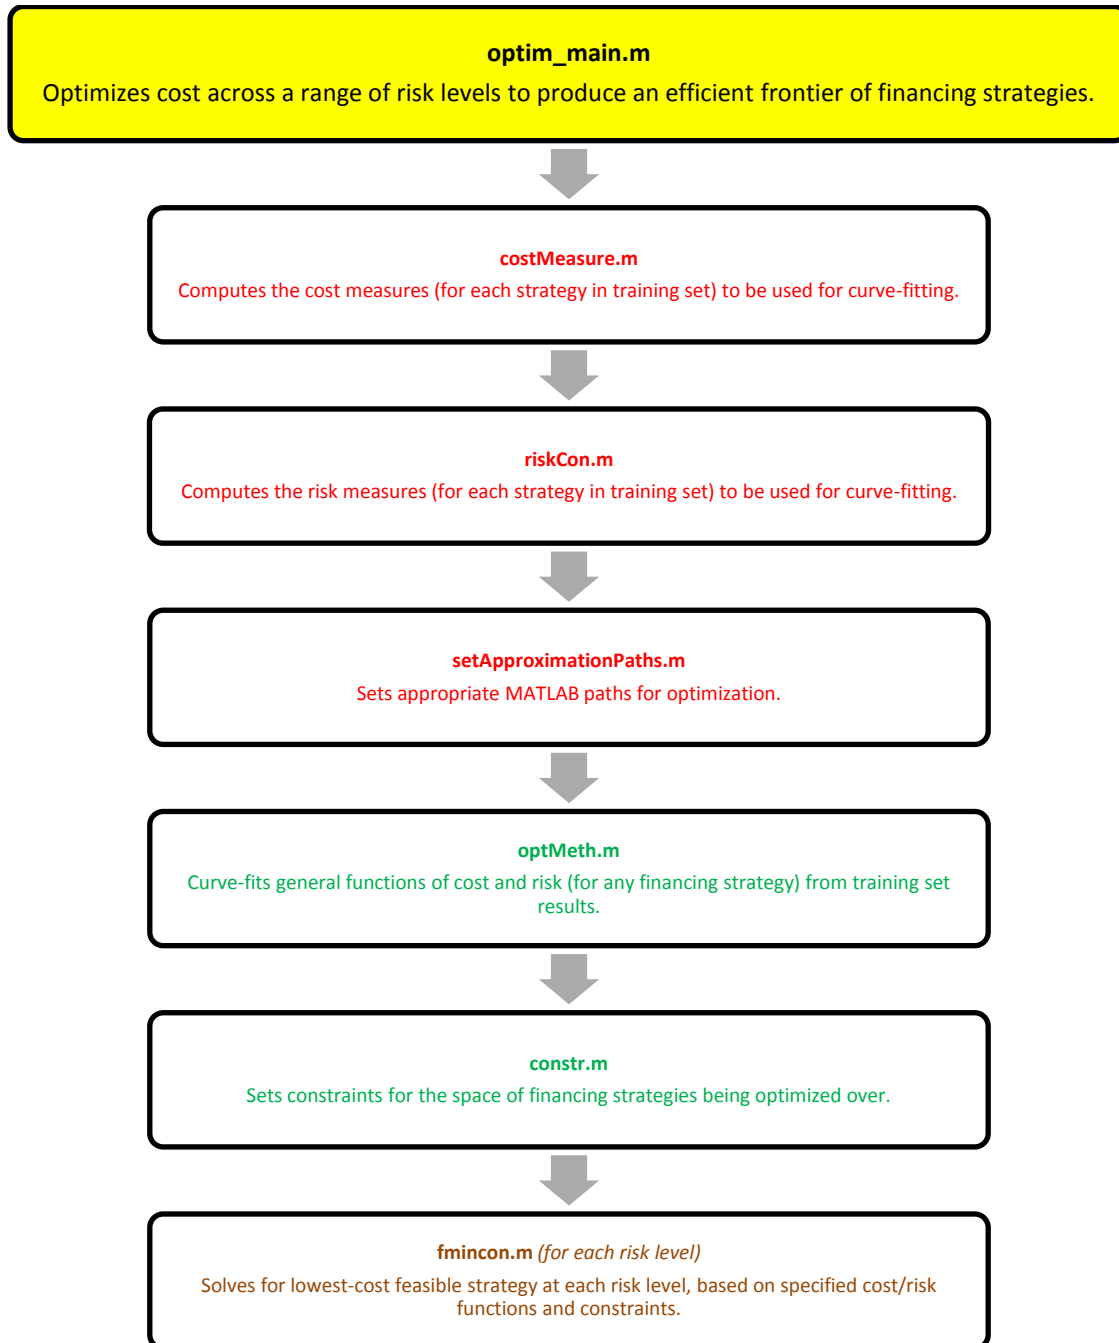 optim_main.m
Optimizes cost across a range of risk levels to produce an efficient frontier of financing strategies.
costMeasure.m
Computes the cost measures (for each strategy in training set) to be used for curve-fitting.
riskCon.m
Computes the risk measures (for each strategy in training set) to be used for curve-fitting.
setApproximationPaths.m
Sets appropriate MATLAB paths for optimization.
optMeth.m
Curve-fits general functions of cost and risk (for any financing strategy) from training set
results.
constr.m
Sets constraints for the space of financing strategies being optimized over.
fmincon.m (for each risk level)
Solves for lowest-cost feasible strategy at each risk level, based on specified cost/risk
functions and constraints.